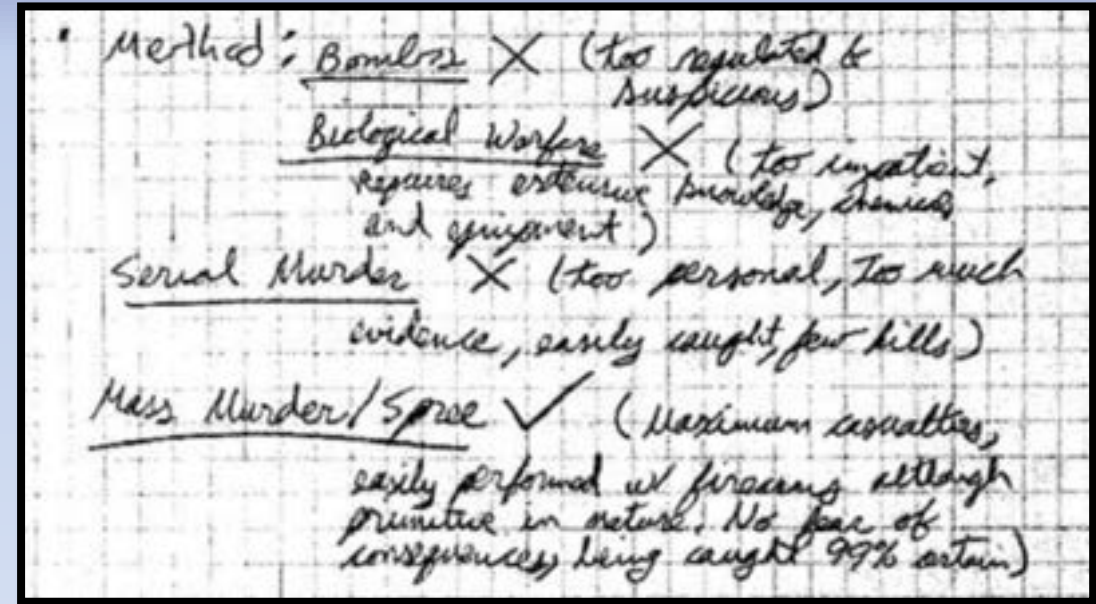 • Method: Bombs X (too regulated &
suspicious)
Biological Warfare X (too impatient,
requires extensive knowledge, chemicals
and equipment)
Serial Murder X (too personal, too much
evidence, easily caught, few kills)
Mass Murder/Spree ✓ (Maximum casualties,
easily performed w/ firearms although
primitive in nature. No fear of
consequences, being caught 99% certain)